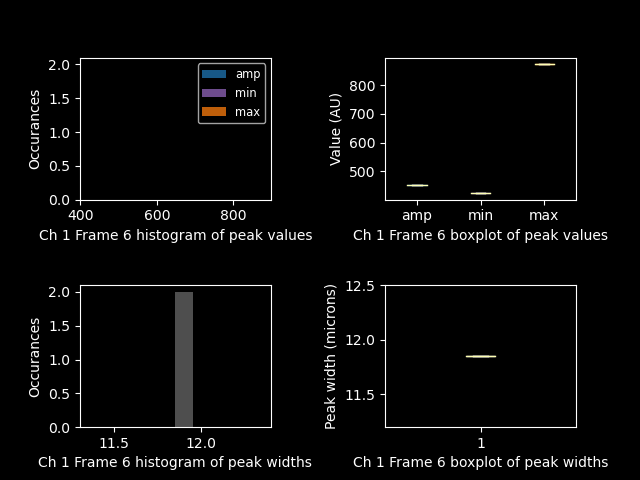 2.0
1.5
1.0
0.5
0.0
Occurances
400 600 800
amp
min
max
Ch 1 Frame 6 histogram of peak values
800
700
600
500
Value (AU)
amp min max
Ch 1 Frame 6 boxplot of peak values
2.0
1.5
1.0
0.5
0.0
Occurances
11.5 12.0
Ch 1 Frame 6 histogram of peak widths
12.5
12.0
11.5
Peak width (microns)
1
Ch 1 Frame 6 boxplot of peak widths